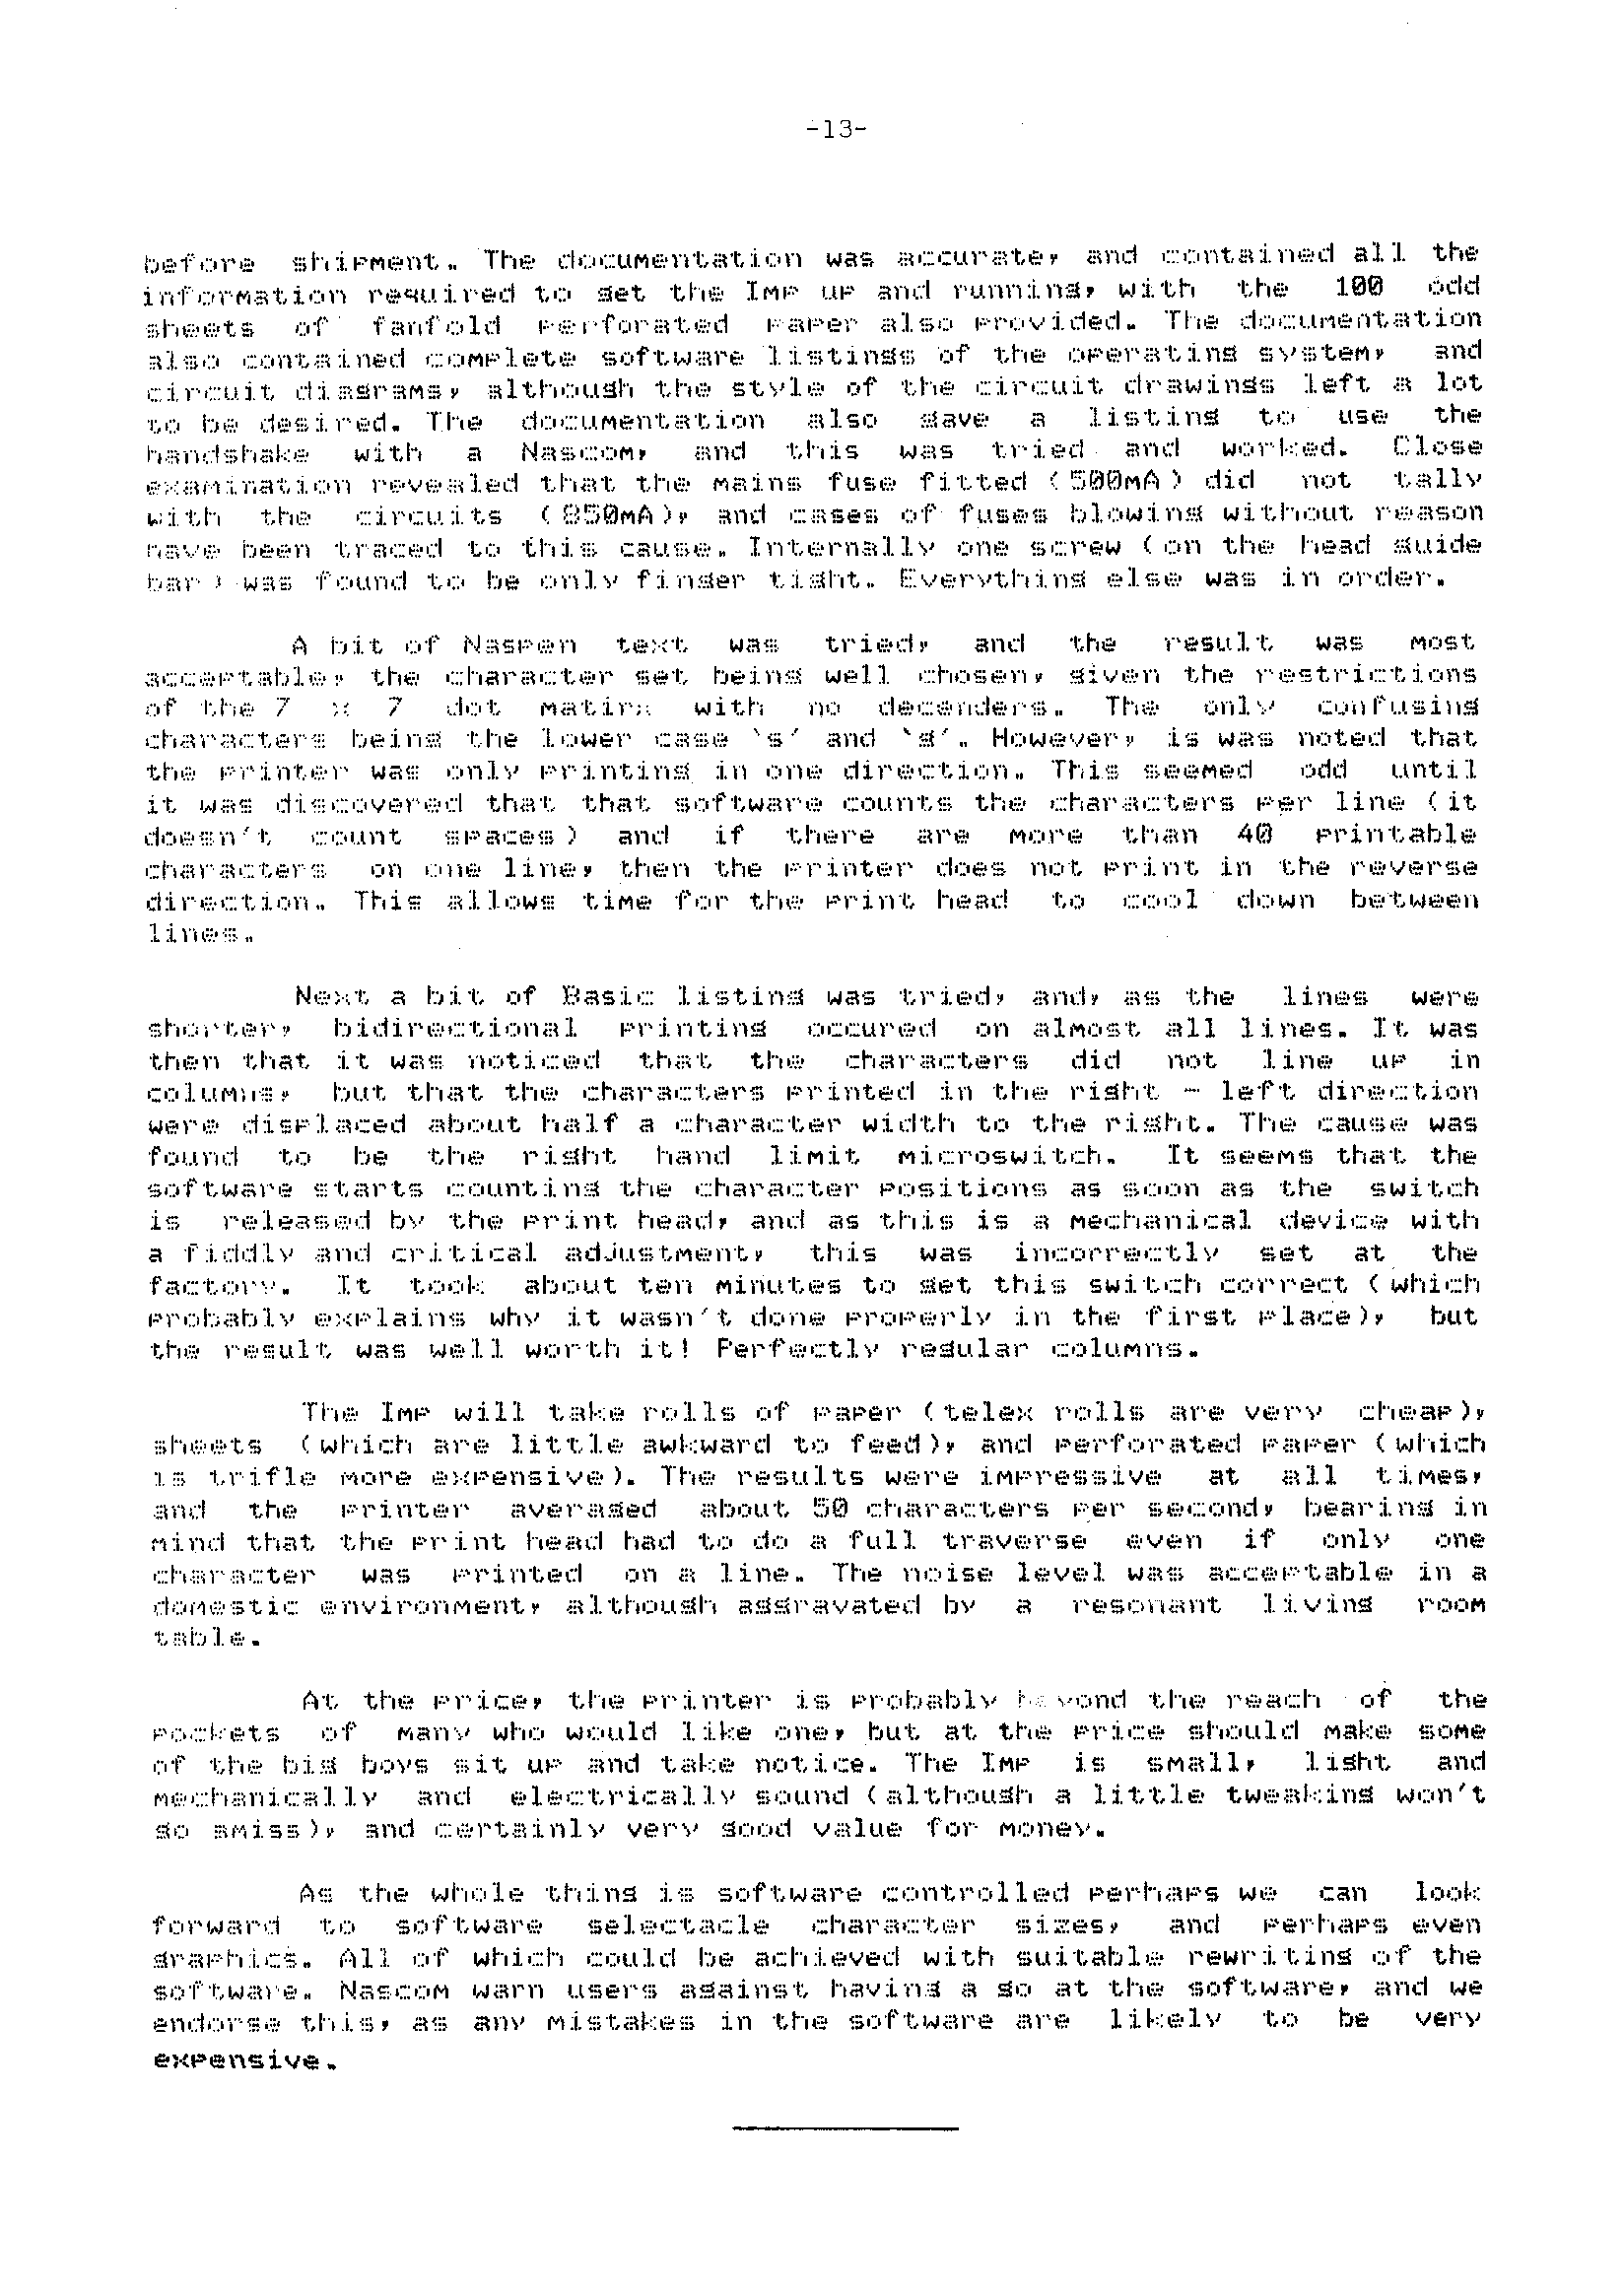 -13-
before shipment. The documentation was accurate, and contained all the
information required to get the Imp up and running, with the 100 odd
sheets of fanfold perforated paper also provided. The documentation
also contained complete software listings of the operating system, and
circuit diagrams, although the style of the circuit drawings left a lot
to be desired. The documentation also gave a listing to use the
handshake with a Nascom, and this was tried and worked. Close
examination revealed that the mains fuse fitted (500mA) did not tally
with the circuits (850mA), and cases of fuses blowing without reason
have been traced to this cause. Internally one screw (on the head guide
bar) was found to be only finger tight. Everything else was in order.
A bit of Naspen text was tried, and the result was most
acceptable, the character set being well chosen, given the restrictions
of the 7 x 7 dot matirx with no decenders. The only confusing
characters being the lower case `s' and `g'. However, is was noted that
the printer was only printing in one direction. This seemed odd until
it was discovered that that software counts the characters per line (it
doesn't count spaces) and if there are more than 40 printable
characters on one line, then the printer does not print in the reverse
direction. This allows time for the print head to cool down between
lines.
Next a bit of Basic listing was tried, and, as the lines were
shorter, bidirectional printing occured on almost all lines. It was
then that it was noticed that the characters did not line up in
columns, but that the characters printed in the right - left direction
were displaced about half a character width to the right. The cause was
found to be the right hand limit microswitch. It seems that the
software starts counting the character positions as soon as the switch
is released by the print head, and as this is a mechanical device with
a fiddly and critical adjustment, this was incorrectly set at the
factory. It took about ten minutes to get this switch correct (which
probably explains why it wasn't done properly in the first place), but
the result was well worth it! Perfectly regular columns.
The Imp will take rolls of paper (telex rolls are very cheap),
sheets (which are little awkward to feed), and perforated paper (which
is trifle more expensive). The results were impressive at all times,
and the printer averaged about 50 characters per second, bearing in
mind that the print head had to do a full traverse even if only one
character was printed on a line. The noise level was acceptable in a
domestic environment, although aggravated by a resonant living room
table.
At the price, the printer is probably beyond the reach of the
pockets of many who would like one, but at the price should make some
of the big boys sit up and take notice. The Imp is small, light and
mechanically and electrically sound (although a little tweaking won't
go amiss), and certainly very good value for money.
As the whole thing is software controlled perhaps we can look
forward to software selectacle character sizes, and perhaps even
graphics. All of which could be achieved with suitable rewriting of the
software. Nascom warn users against having a go at the software, and we
endorse this, as any mistakes in the software are likely to be very
expensive.